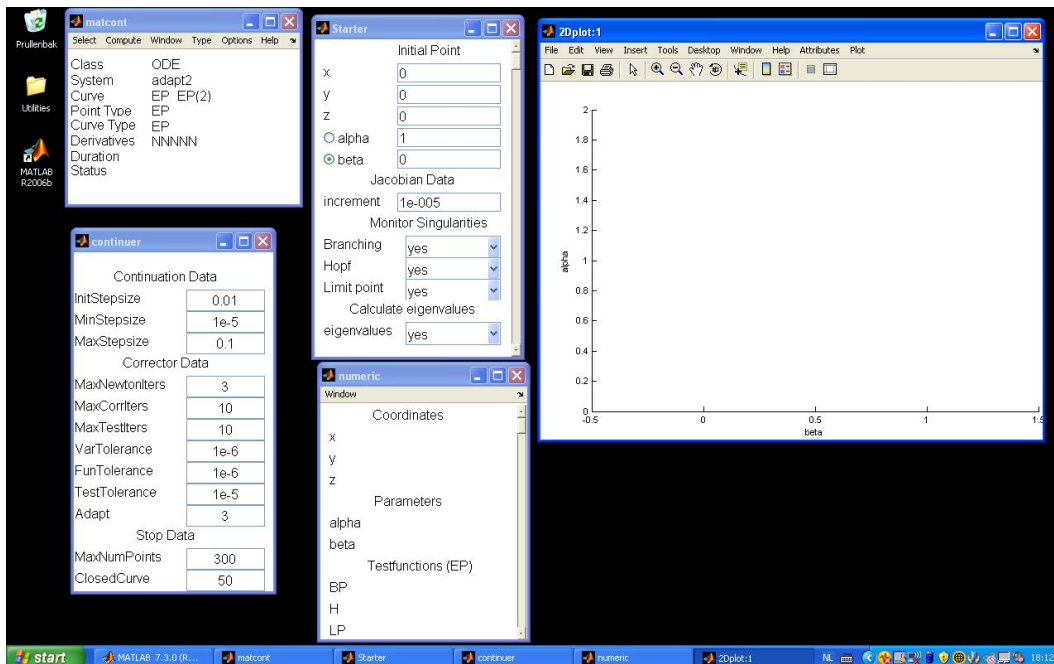 Prullenbak
Utilities
MATLAB
R2006b
matcont
Select Compute Window Type Options Help
Class ODE
System adapt2
Curve EP EP(2)
Point Type EP
Curve Type EP
Derivatives NNNNN
Duration
Status
continuer
Continuation Data
InitStepsize 0.01
MinStepsize 1e-5
MaxStepsize 0.1
Corrector Data
MaxNewtonIters 3
MaxCorrIters 10
MaxTestIters 10
VarTolerance 1e-6
FunTolerance 1e-6
TestTolerance 1e-5
Adapt 3
Stop Data
MaxNumPoints 300
ClosedCurve 50
Starter
Initial Point
x 0
y 0
z 0
alpha 1
beta 0
Jacobian Data
increment 1e-005
Monitor Singularities
Branching yes
Hopf yes
Limit point yes
Calculate eigenvalues
eigenvalues yes
numeric
Window
Coordinates
x
y
z
Parameters
alpha
beta
Testfunctions (EP)
BP
H
LP
2Dplot:1
File Edit View Insert Tools Desktop Window Help Attributes Plot
2
1.8
1.6
1.4
1.2
1
0.8
0.6
0.4
0.2
0
alpha
-0.5 0 0.5 1 1.5
beta
start MATLAB 7.3.0 (R... matcont Starter continuer numeric 2Dplot:1 NL 18:12